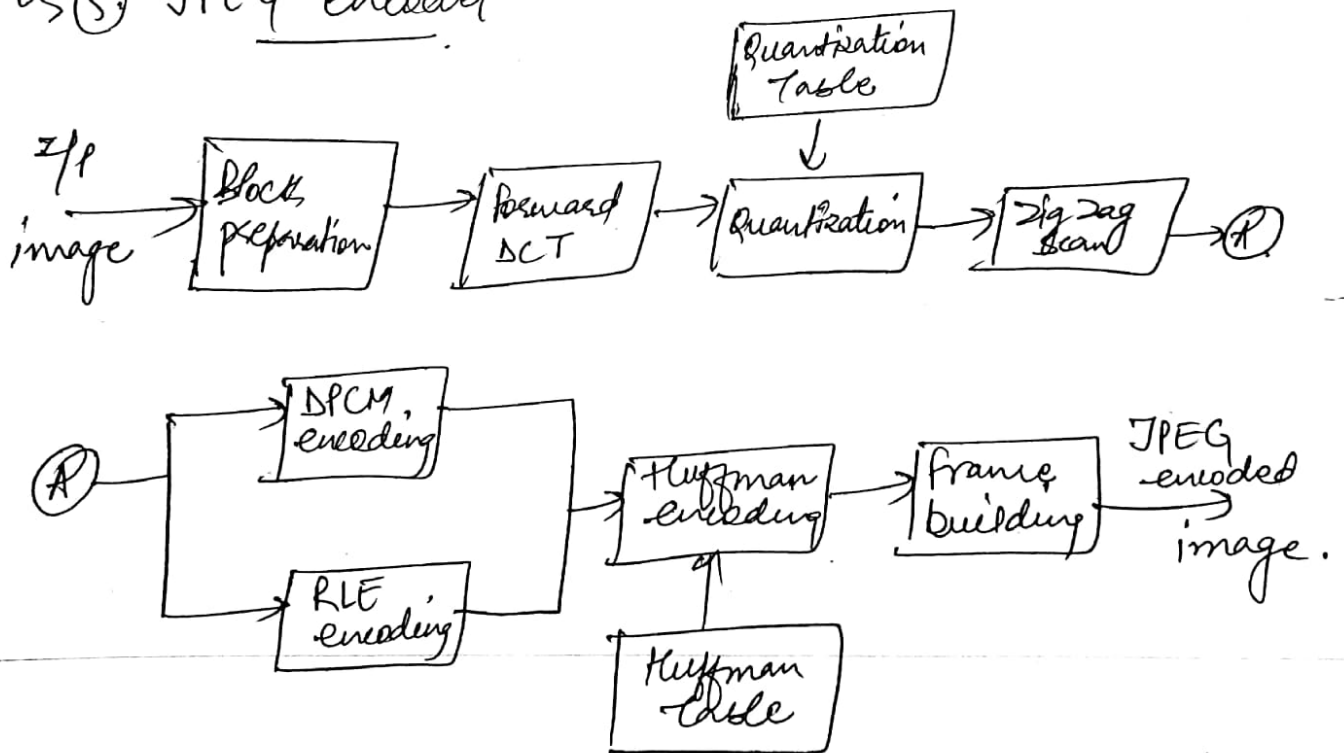 5. JPEG encoder
Quantization
Table
I/P
image
Block
preparation
Forward
DCT
Quantization
Zig Zag
Scan
A
A
DPCM
encoding
RLE
encoding
Huffman
encoding
Huffman
table
Frame
building
JPEG
encoded
image.